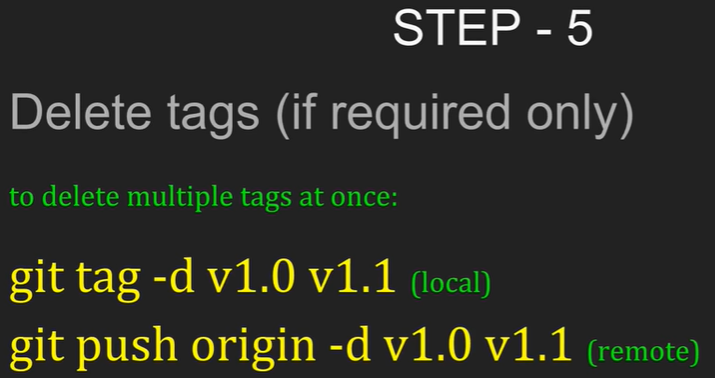 STEP - 5
Delete tags (if required only)
to delete multiple tags at once:
git tag -d v1.0 v1.1 (local)
git push origin -d v1.0 v1.1 (remote)